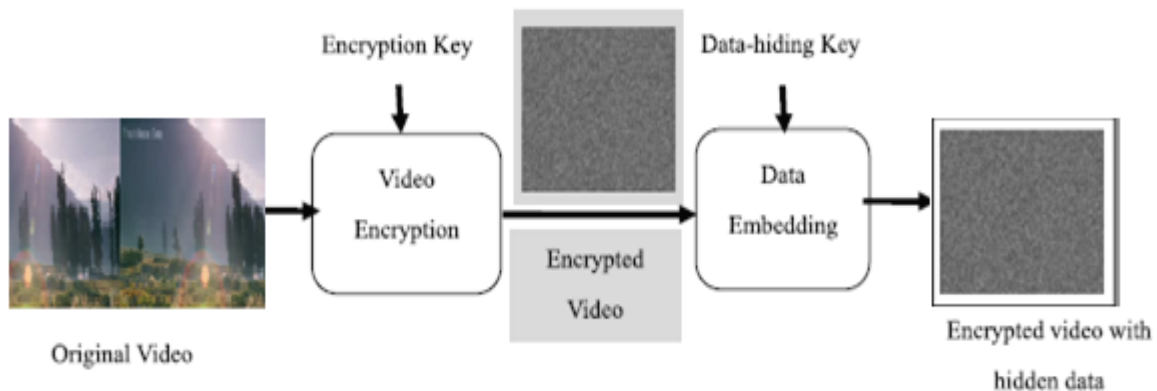 Encryption Key
Data-hiding Key
Video
Encryption
Data
Embedding
Encrypted
Video
Original Video
Encrypted video with
hidden data